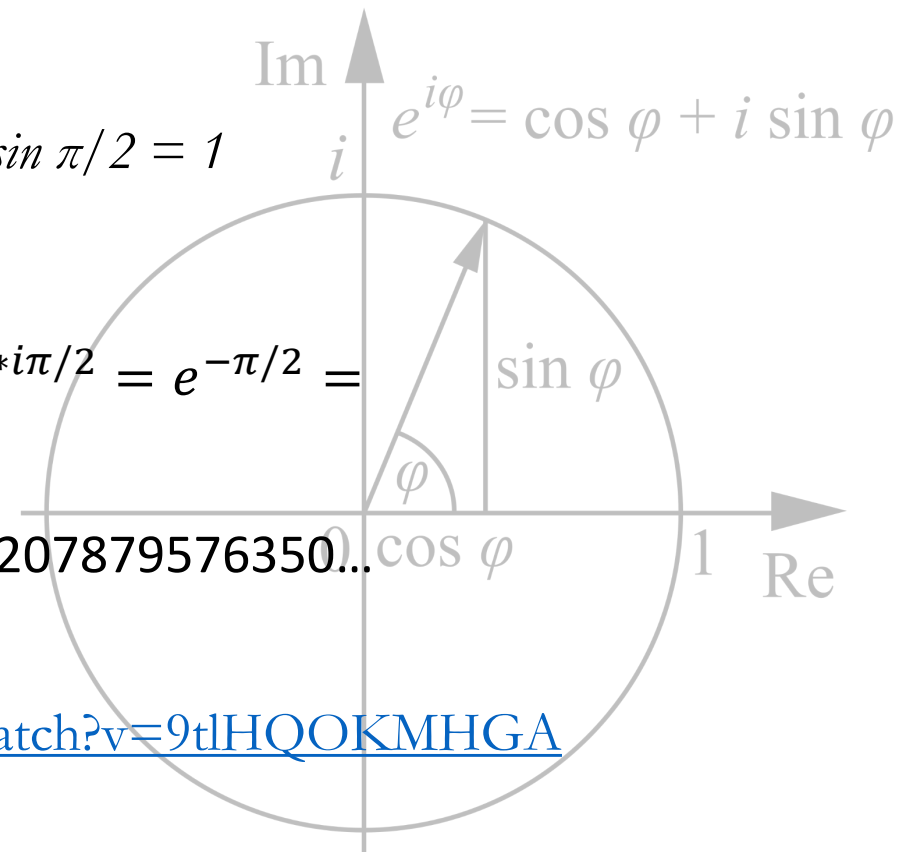 Im
e^{iφ} = cos φ + i sin φ
sin π/2 = 1
i
*iπ/2 = e^{−π/2} =
sin φ
φ
0 cos φ
207879576350...
1
Re
atch?v=9tlHQOKMHGA